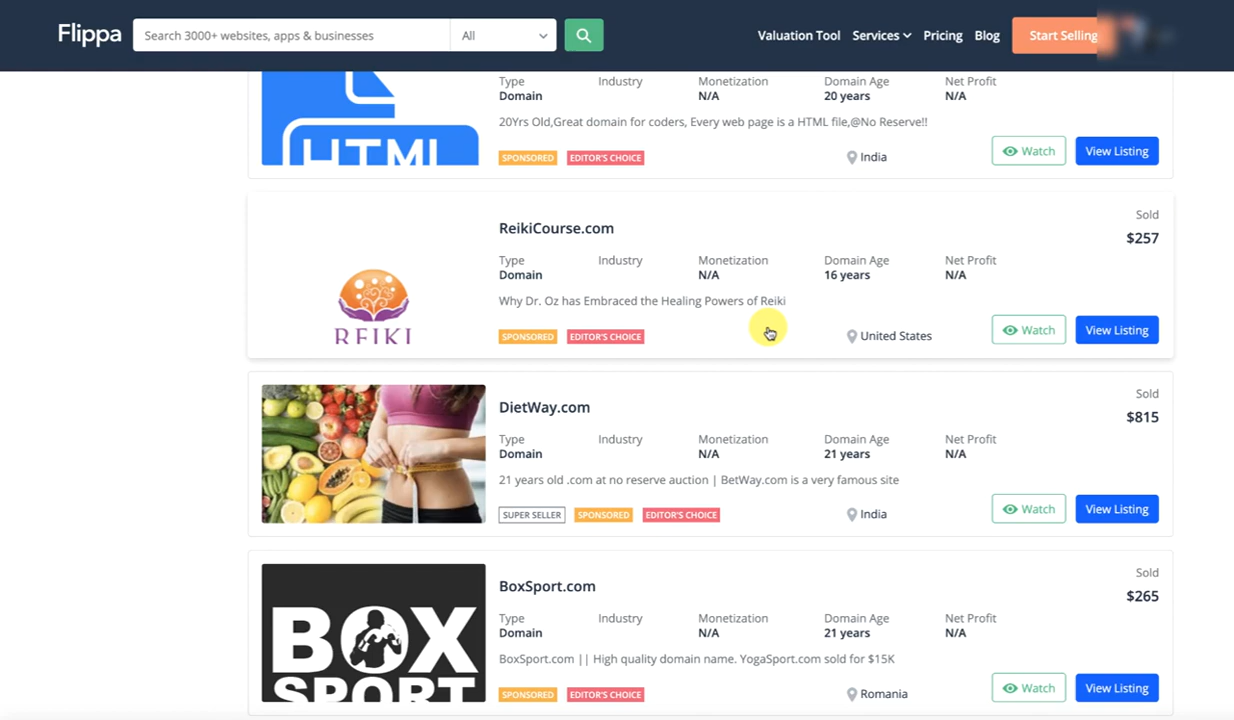 Flippa
Search 3000+ websites, apps & businesses
All
Valuation Tool
Services
Pricing
Blog
Start Selling
HTML
Type Industry Monetization Domain Age Net Profit
Domain N/A 20 years N/A
20Yrs Old,Great domain for coders, Every web page is a HTML file,@No Reserve!!
SPONSORED EDITOR'S CHOICE India Watch View Listing
REIKI
ReikiCourse.com
Sold
$257
Type Industry Monetization Domain Age Net Profit
Domain N/A 16 years N/A
Why Dr. Oz has Embraced the Healing Powers of Reiki
SPONSORED EDITOR'S CHOICE United States Watch View Listing
DietWay.com
Sold
$815
Type Industry Monetization Domain Age Net Profit
Domain N/A 21 years N/A
21 years old .com at no reserve auction | BetWay.com is a very famous site
SUPER SELLER SPONSORED EDITOR'S CHOICE India Watch View Listing
BOX
SPORT
BoxSport.com
Sold
$265
Type Industry Monetization Domain Age Net Profit
Domain N/A 21 years N/A
BoxSport.com || High quality domain name. YogaSport.com sold for $15K
SPONSORED EDITOR'S CHOICE Romania Watch View Listing